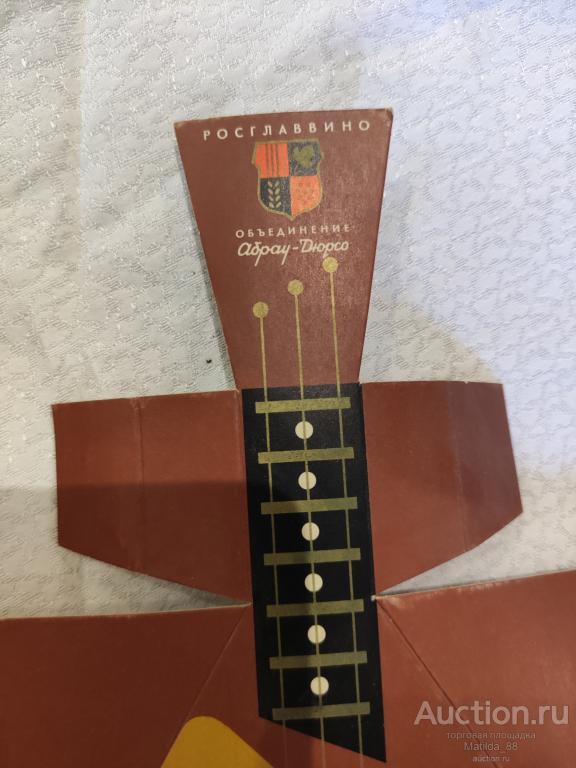 РОСГЛАВВИНО
ОБЪЕДИНЕНИЕ
Абрау-Дюрсо
Auction.ru
торговая площадка
Matilda_88
auction.ru